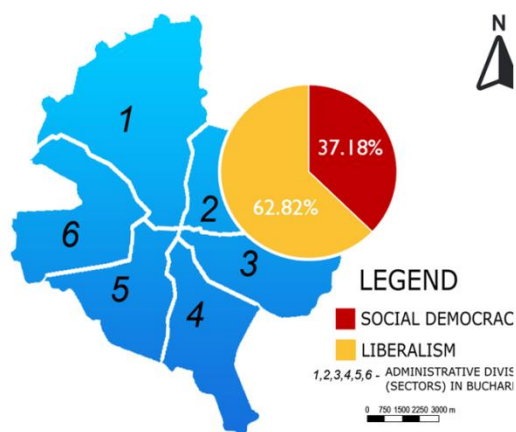 N
1
37.18%
62.82%
2
6
3
5
4
LEGEND
SOCIAL DEMOCRAC
LIBERALISM
1,2,3,4,5,6 - ADMINISTRATIVE DIVIS
(SECTORS) IN BUCHAR
0 750 1500 2250 3000 m